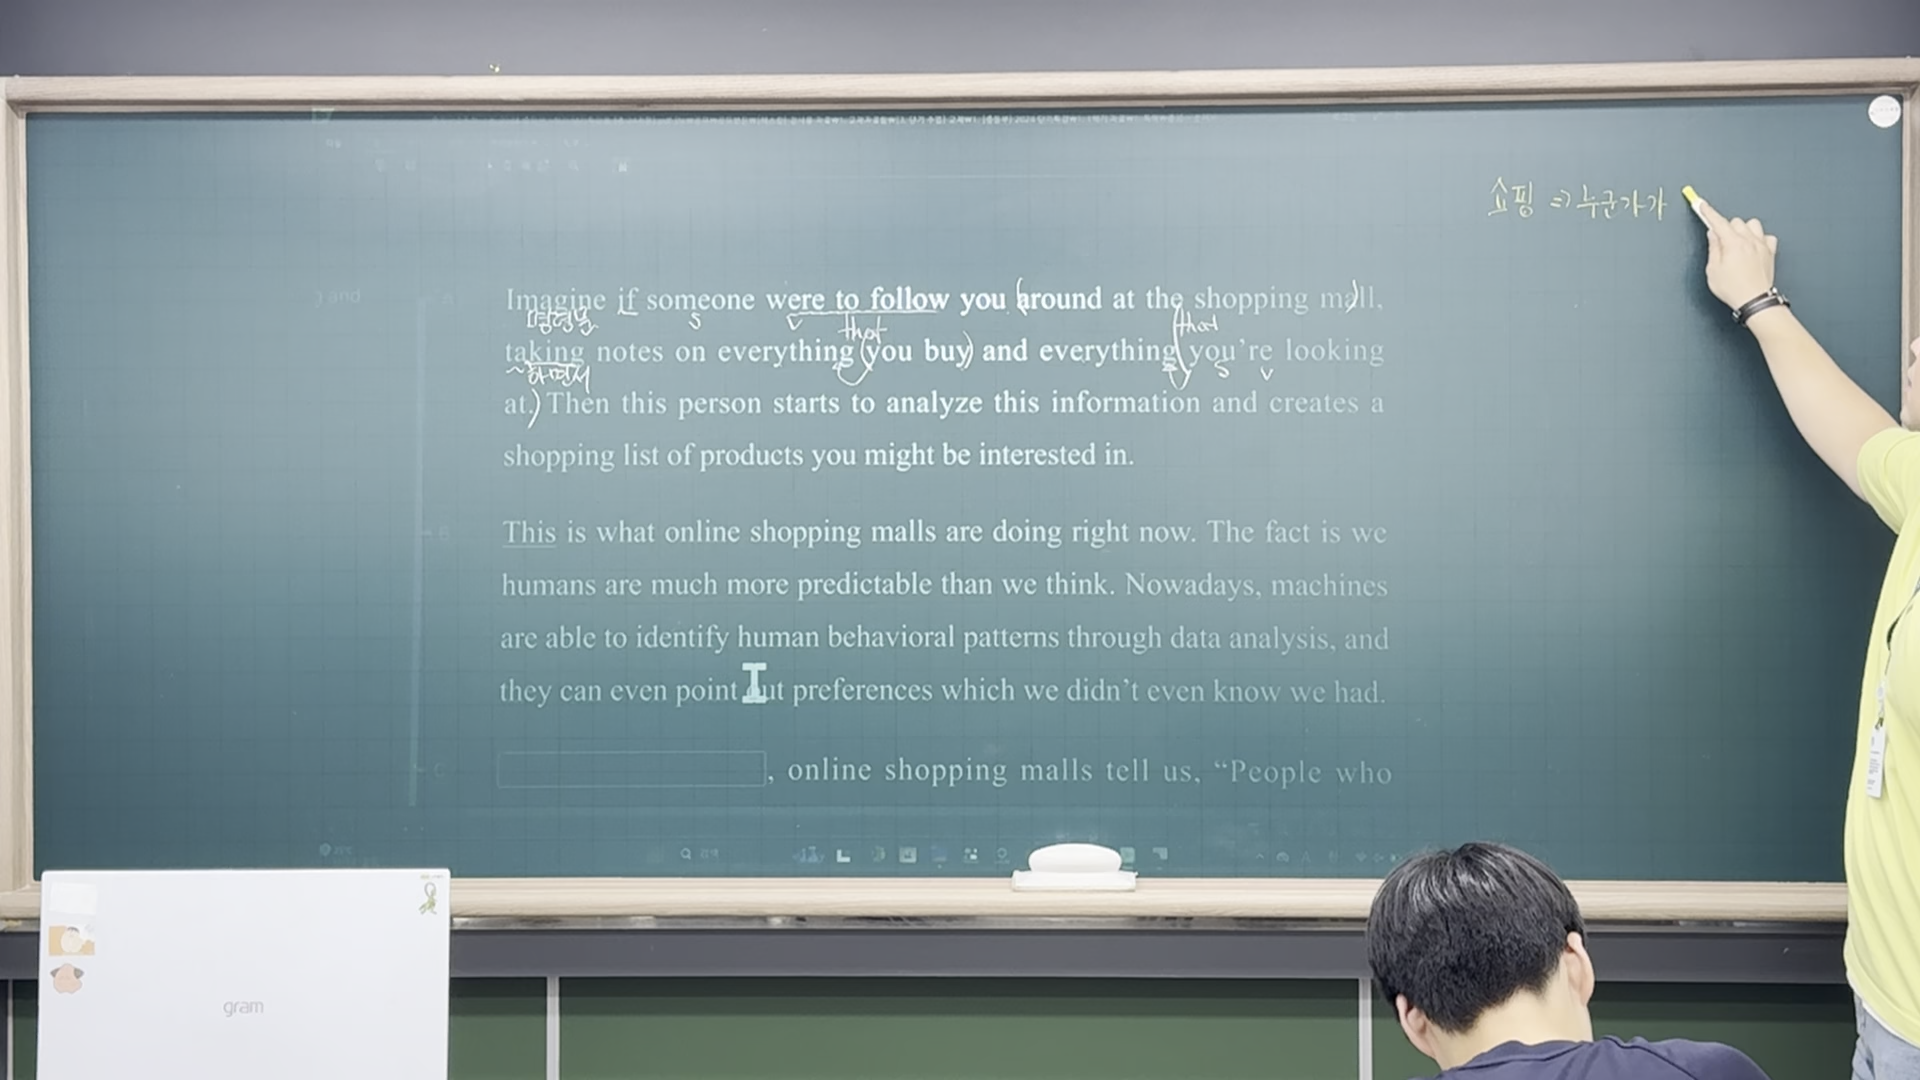 쇼핑 => 누군가가
Imagine if someone were to follow you (around at the shopping mall),
명령문 S V that that
taking notes on everything (you buy) and everything (you're looking
~하면서 S V
at.) Then this person starts to analyze this information and creates a
shopping list of products you might be interested in.
This is what online shopping malls are doing right now. The fact is we
humans are much more predictable than we think. Nowadays, machines
are able to identify human behavioral patterns through data analysis, and
they can even point out preferences which we didn't even know we had.
, online shopping malls tell us, “People who
gram